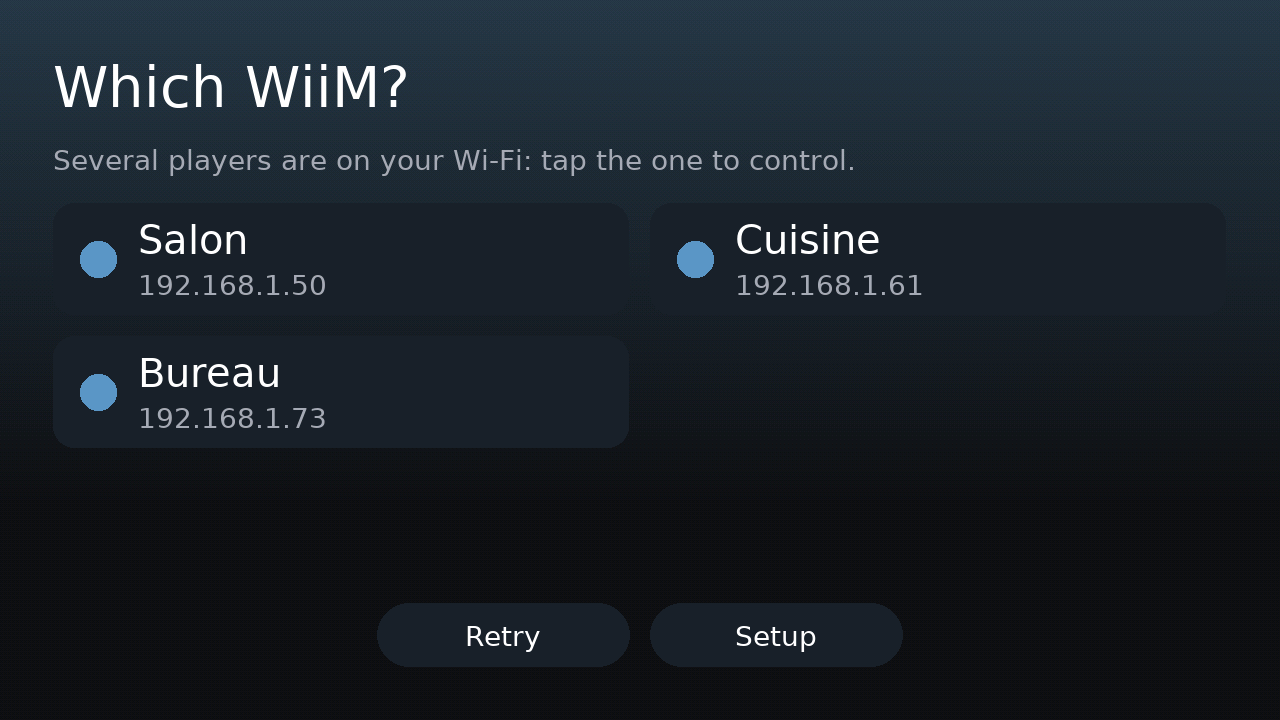 Which WiiM?
Several players are on your Wi-Fi: tap the one to control.
Salon
192.168.1.50
Cuisine
192.168.1.61
Bureau
192.168.1.73
Retry
Setup